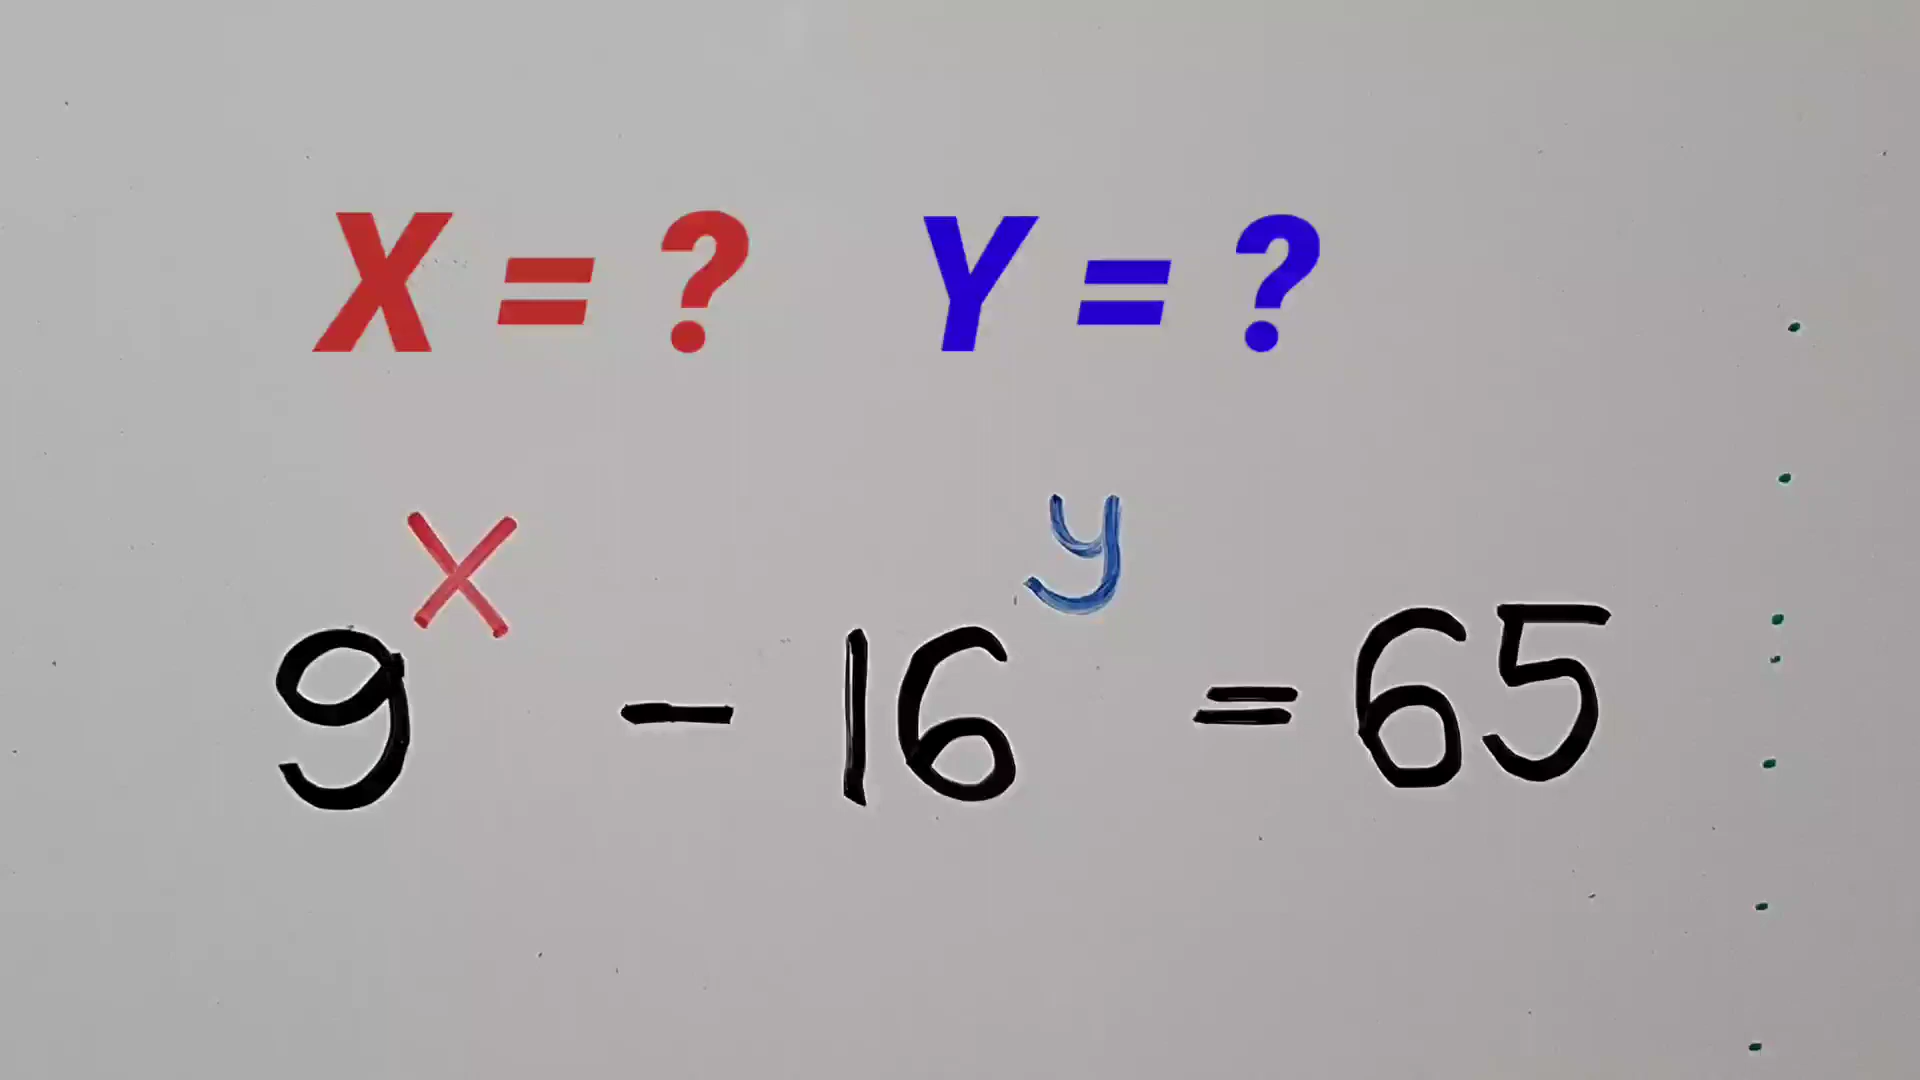 X = ? Y = ?
9^x - 16^y = 65